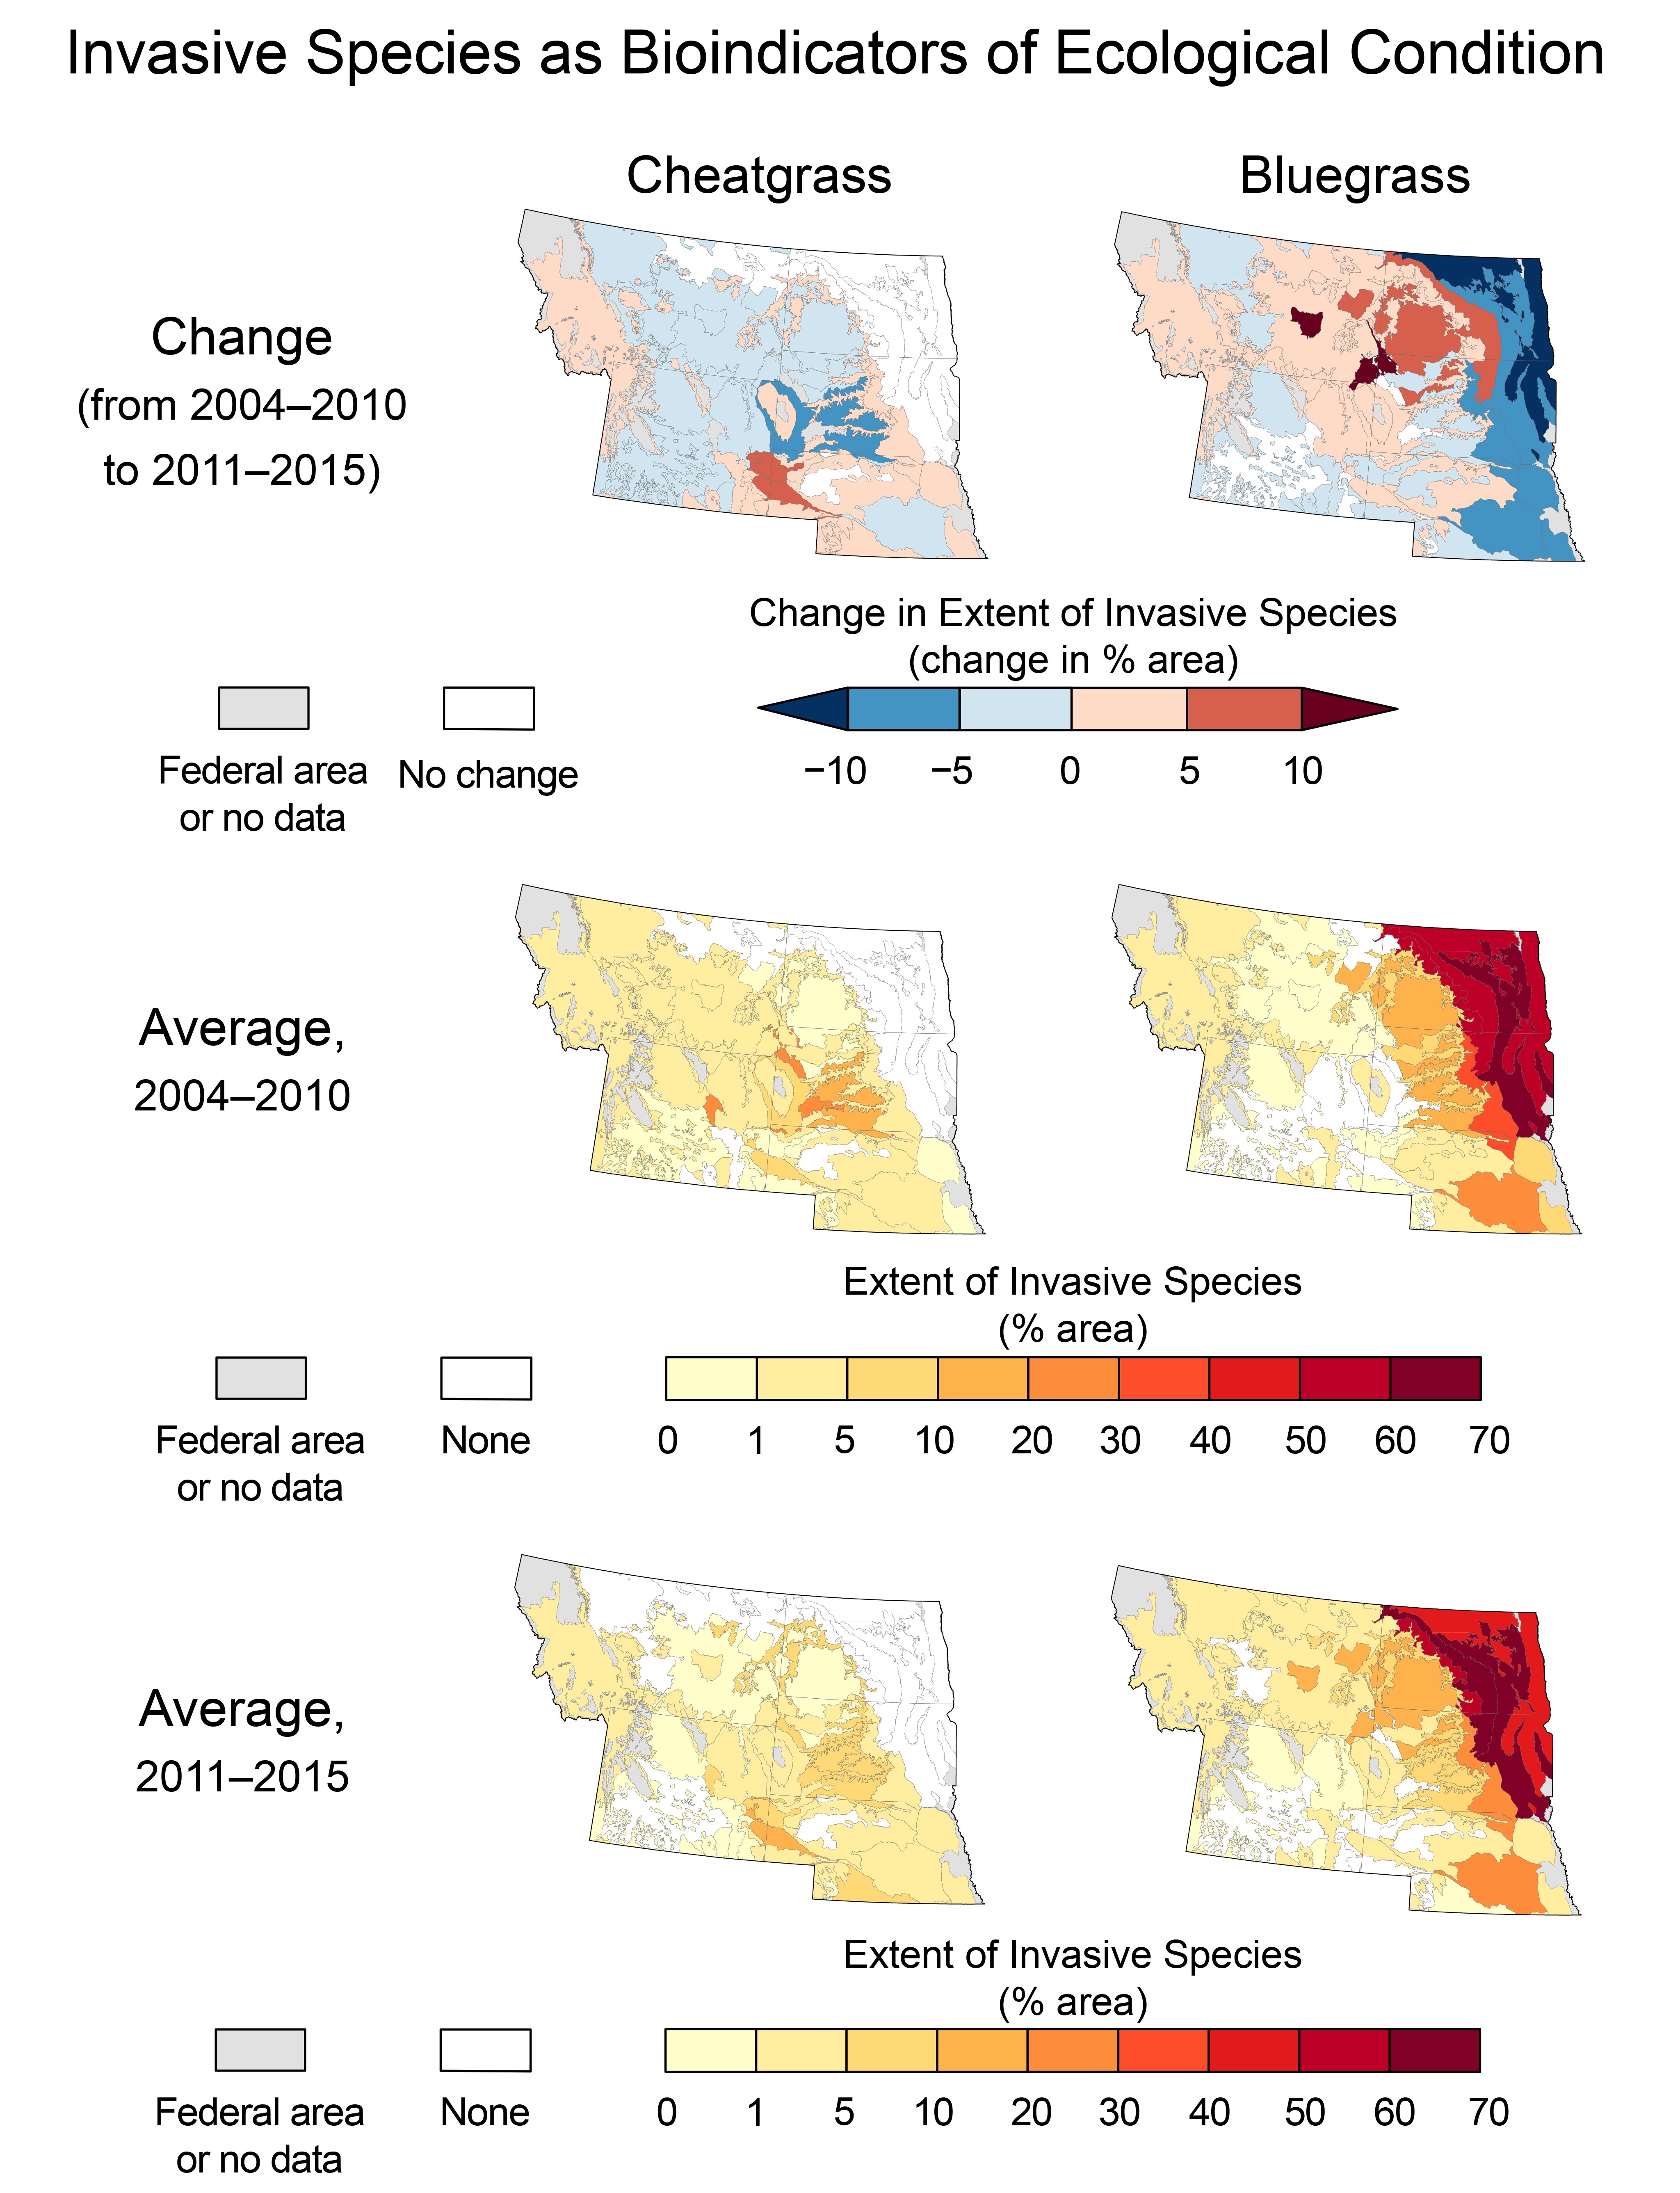 Invasive Species as Bioindicators of Ecological Condition
Cheatgrass
Bluegrass
Change
(from 2004–2010
to 2011–2015)
Change in Extent of Invasive Species
(change in % area)
Federal area
or no data
No change
−10 −5 0 5 10
Average,
2004–2010
Extent of Invasive Species
(% area)
Federal area
or no data
None
0 1 5 10 20 30 40 50 60 70
Average,
2011–2015
Extent of Invasive Species
(% area)
Federal area
or no data
None
0 1 5 10 20 30 40 50 60 70